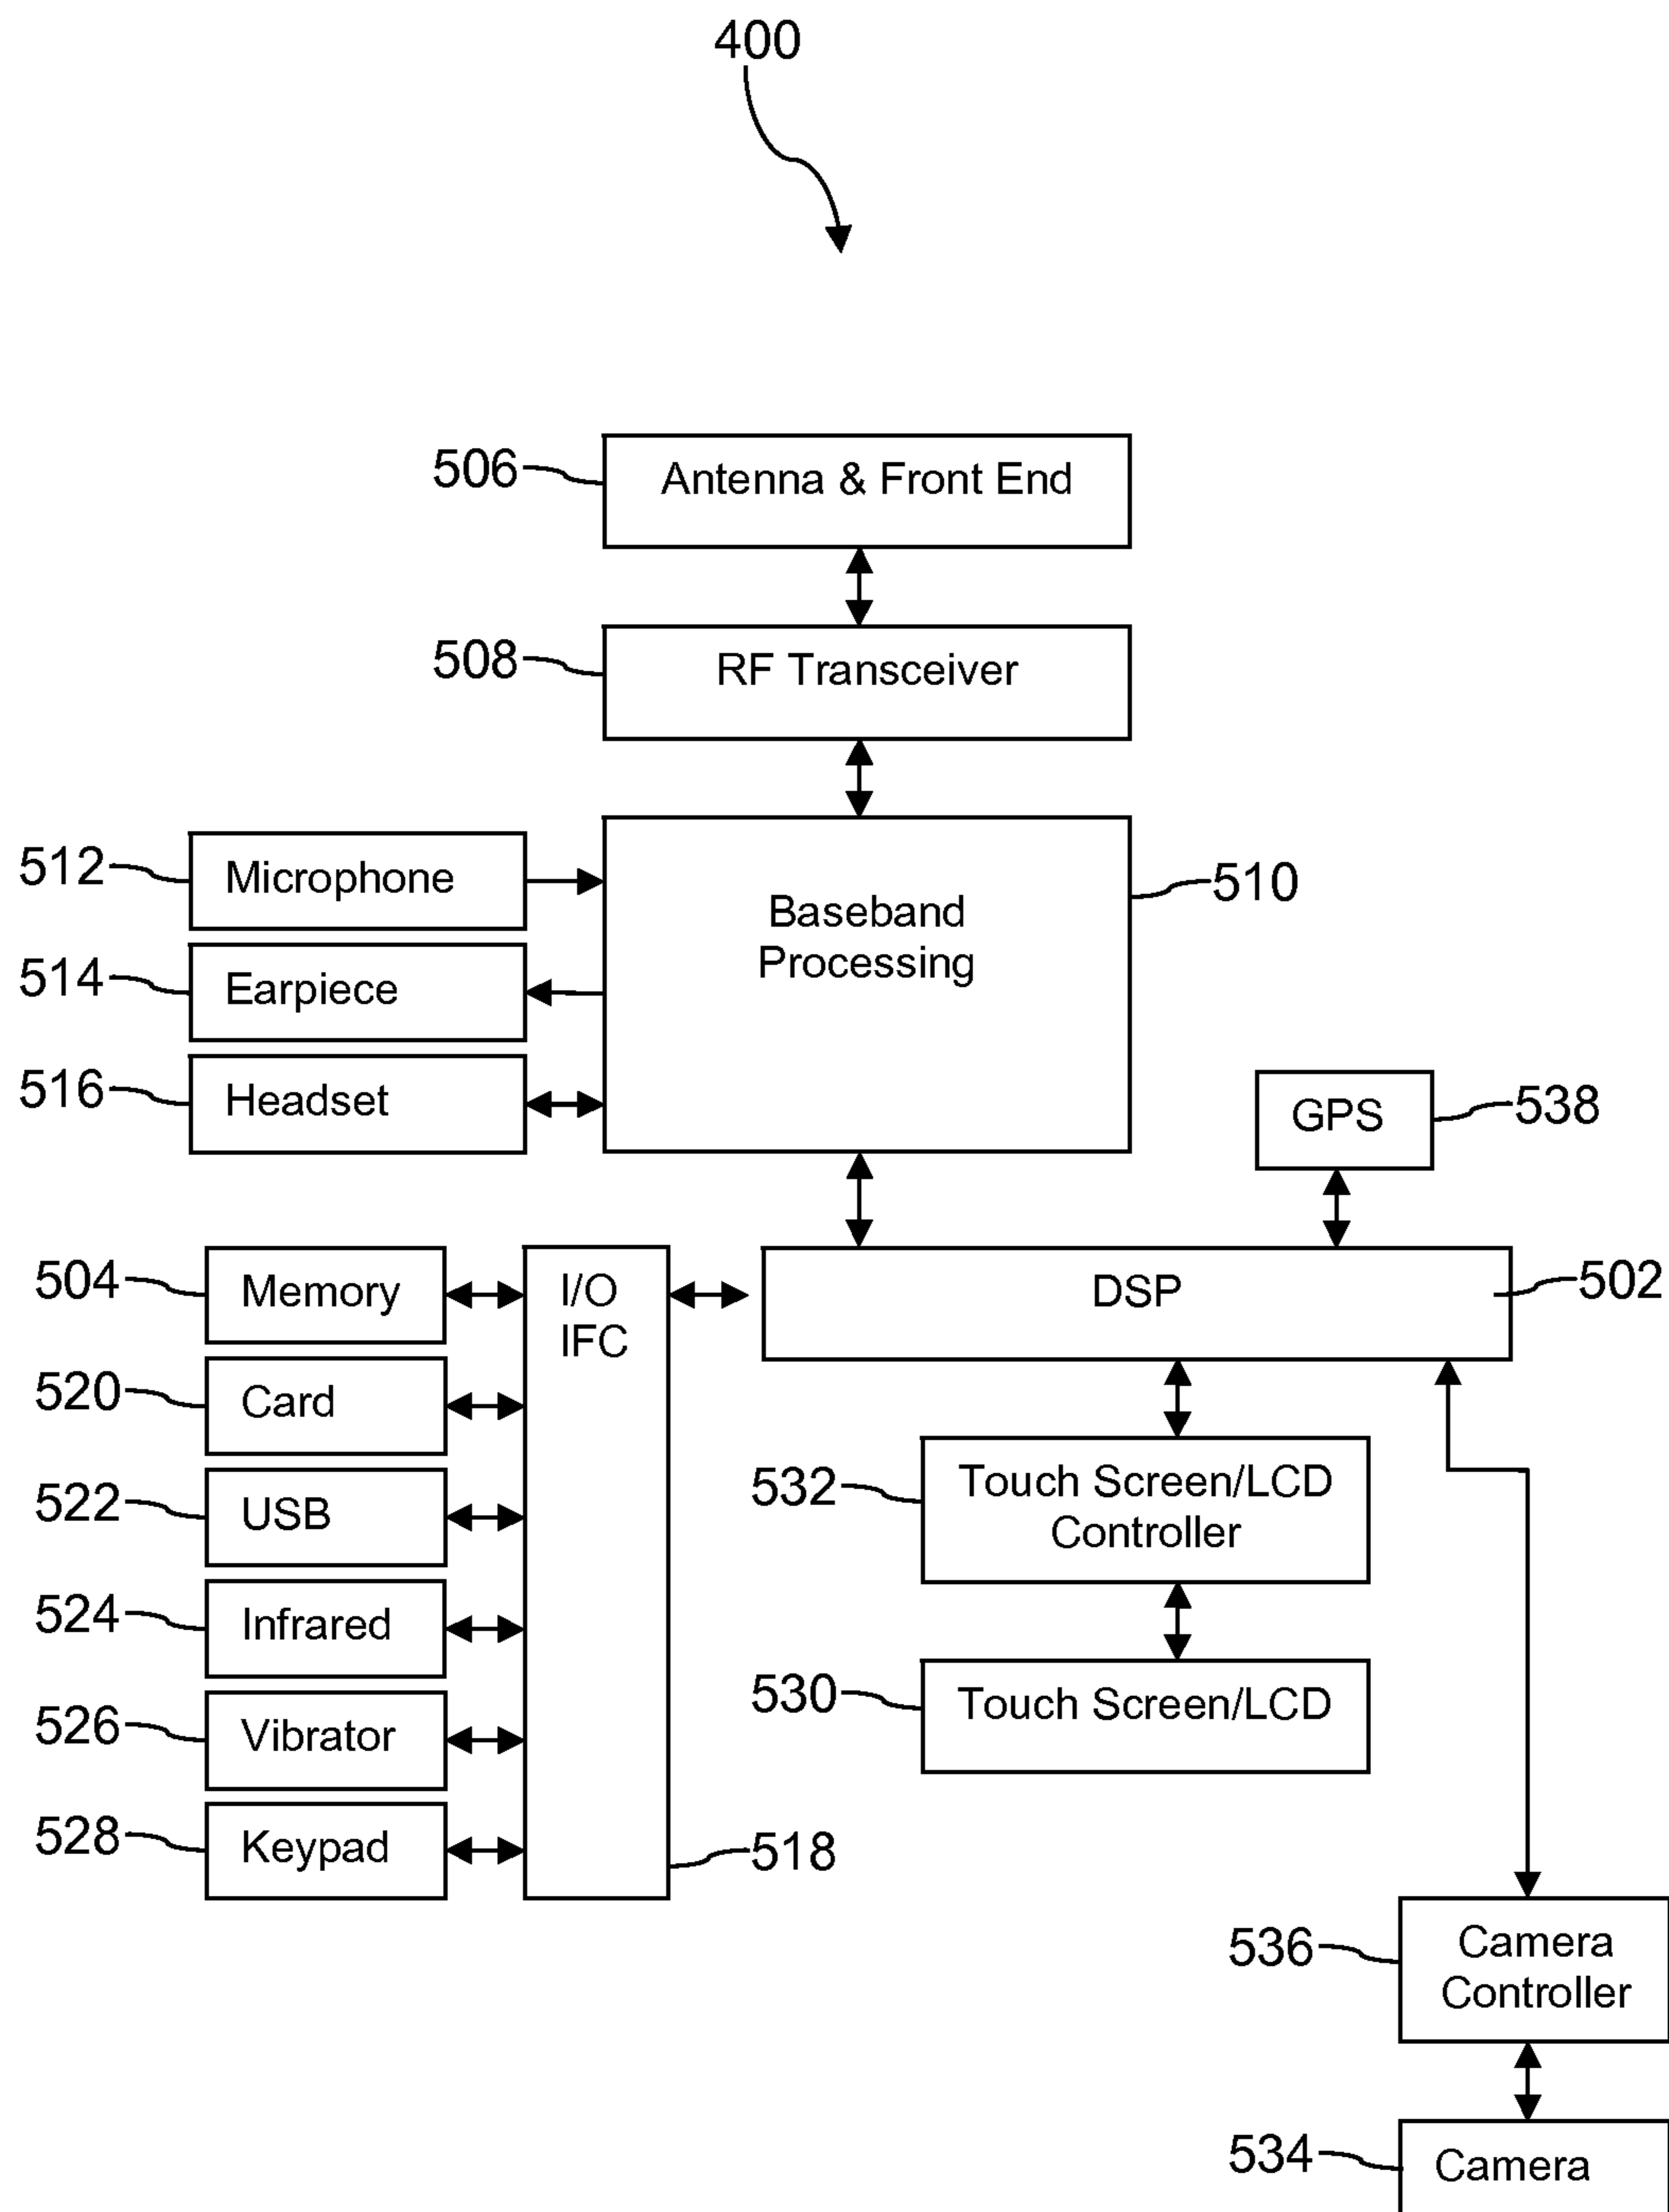 400
506
Antenna & Front End
508
RF Transceiver
512
Microphone
Baseband
Processing
510
514
Earpiece
516
Headset
GPS
538
504
Memory
I/O
IFC
DSP
502
520
Card
522
USB
532
Touch Screen/LCD
Controller
524
Infrared
530
Touch Screen/LCD
526
Vibrator
528
Keypad
518
536
Camera
Controller
534
Camera